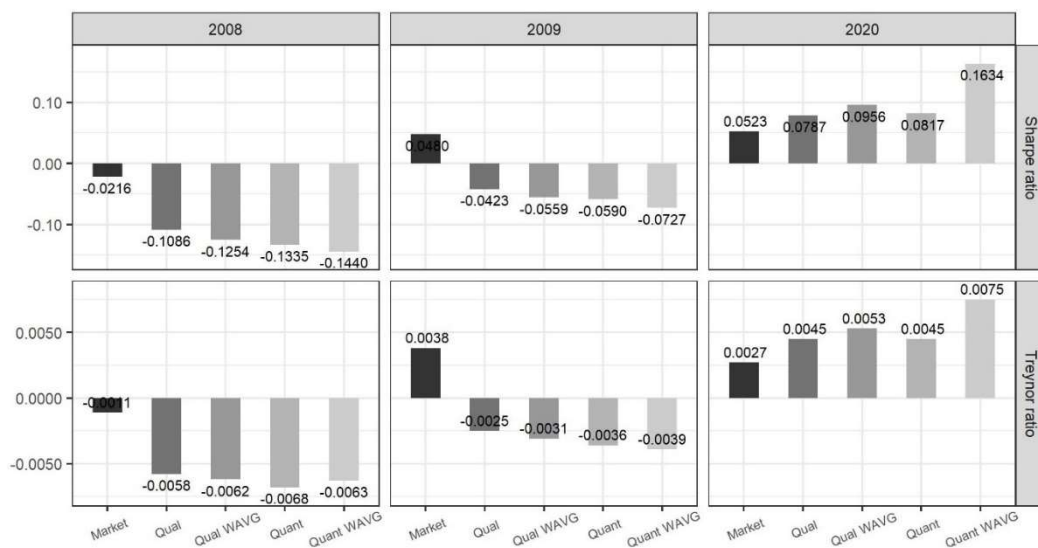 2008
2009
2020
0.10
0.00
-0.10
-0.0216
-0.1086
-0.1254
-0.1335
-0.1440
0.0480
-0.0423
-0.0559
-0.0590
-0.0727
0.0523
0.0787
0.0956
0.0817
0.1634
Sharpe ratio
0.0050
0.0000
-0.0050
-0.0011
-0.0058
-0.0062
-0.0068
-0.0063
0.0038
-0.0025
-0.0031
-0.0036
-0.0039
0.0027
0.0045
0.0053
0.0045
0.0075
Treynor ratio
Market
Qual
Qual WAVG
Quant
Quant WAVG
Market
Qual
Qual WAVG
Quant
Quant WAVG
Market
Qual
Qual WAVG
Quant
Quant WAVG